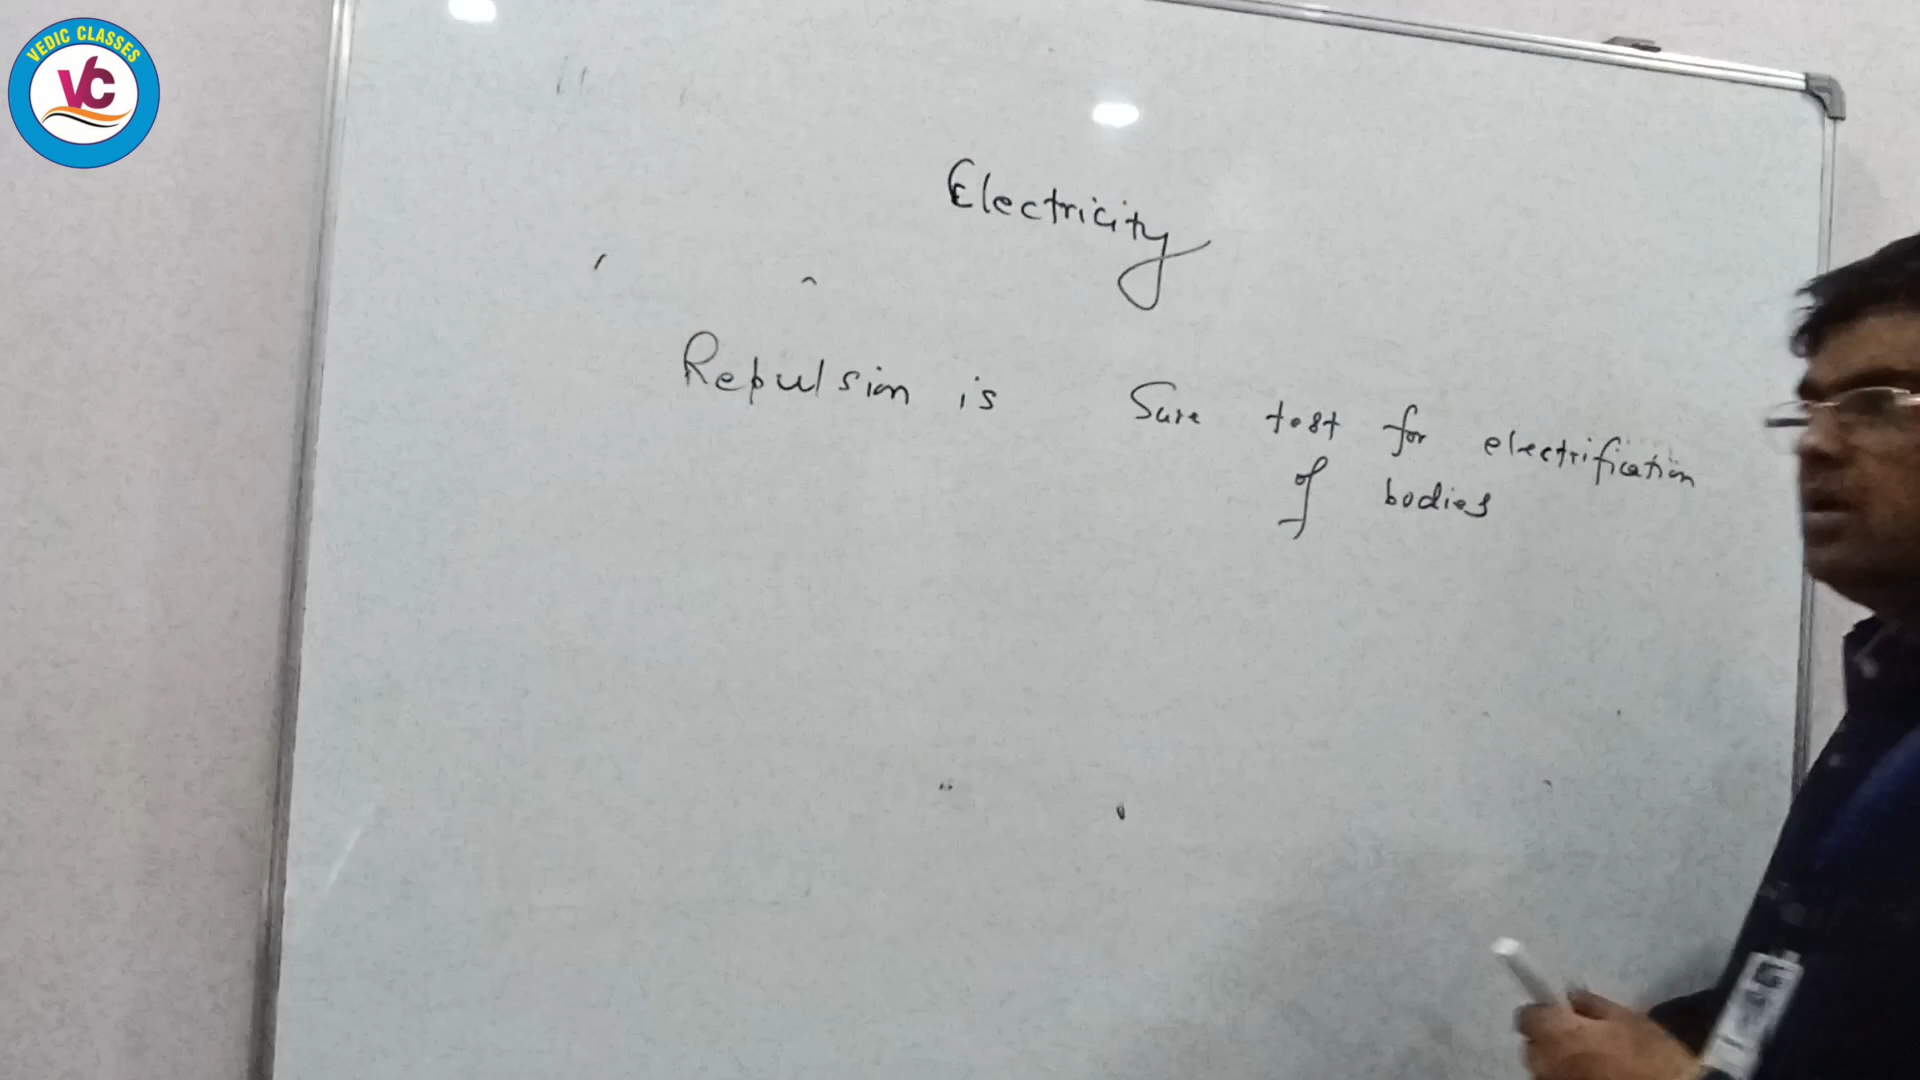 VEDIC CLASSES
VC
Electricity
Repulsion is Sure test for electrification
of bodies